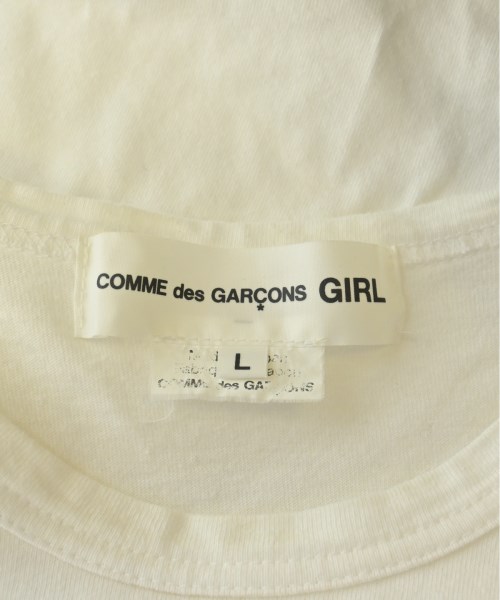 COMME des GARÇONS GIRL
*
L
COMME des GARÇONS